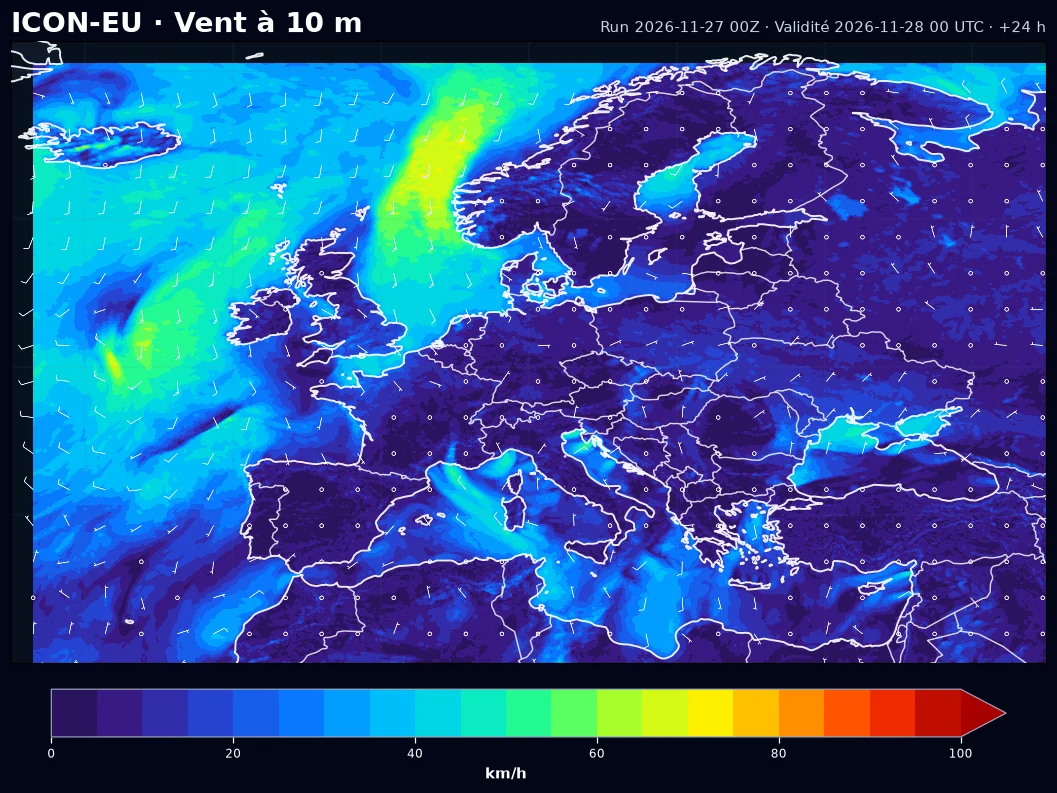 ICON-EU · Vent à 10 m
Run 2026-11-27 00Z · Validité 2026-11-28 00 UTC · +24 h
0 20 40 60 80 100
km/h